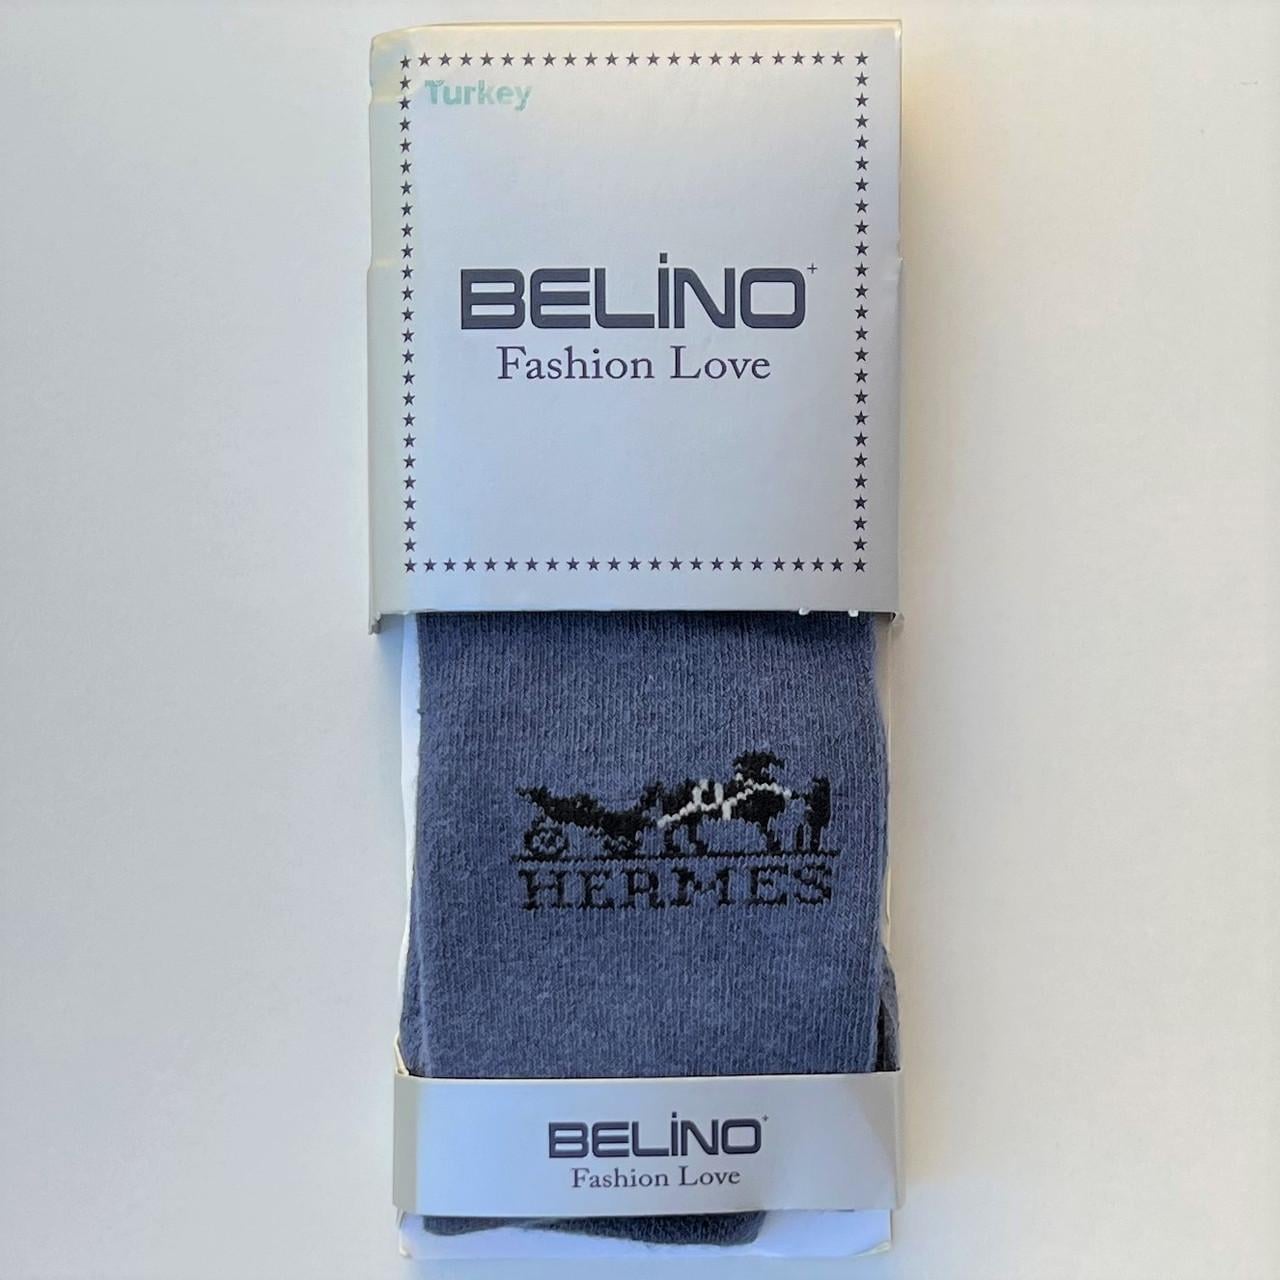 Turkey
BELİNO+
Fashion Love
HERMES
BELİNO+
Fashion Love